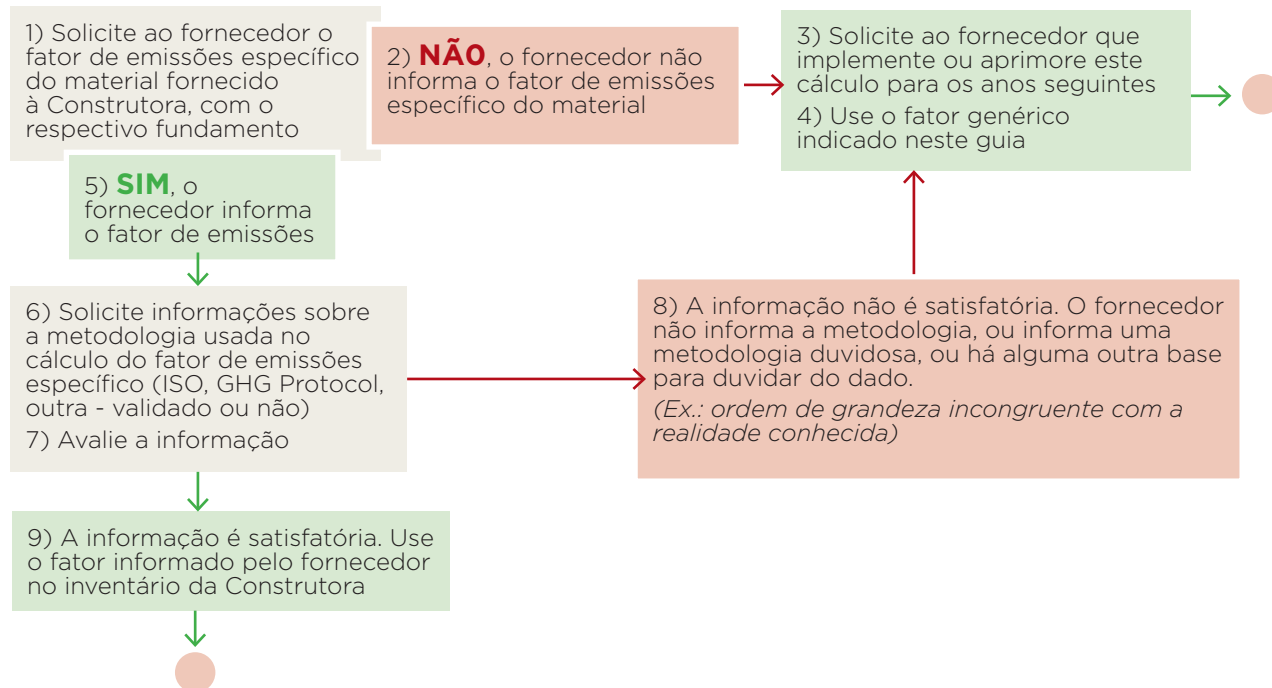 1) Solicite ao fornecedor o
fator de emissões específico
do material fornecido
à Construtora, com o
respectivo fundamento
2) NÃO, o fornecedor não
informa o fator de emissões
específico do material
3) Solicite ao fornecedor que
implemente ou aprimore este
cálculo para os anos seguintes
4) Use o fator genérico
indicado neste guia
5) SIM, o
fornecedor informa
o fator de emissões
6) Solicite informações sobre
a metodologia usada no
cálculo do fator de emissões
específico (ISO, GHG Protocol,
outra - validado ou não)
7) Avalie a informação
8) A informação não é satisfatória. O fornecedor
não informa a metodologia, ou informa uma
metodologia duvidosa, ou há alguma outra base
para duvidar do dado.
(Ex.: ordem de grandeza incongruente com a
realidade conhecida)
9) A informação é satisfatória. Use
o fator informado pelo fornecedor
no inventário da Construtora